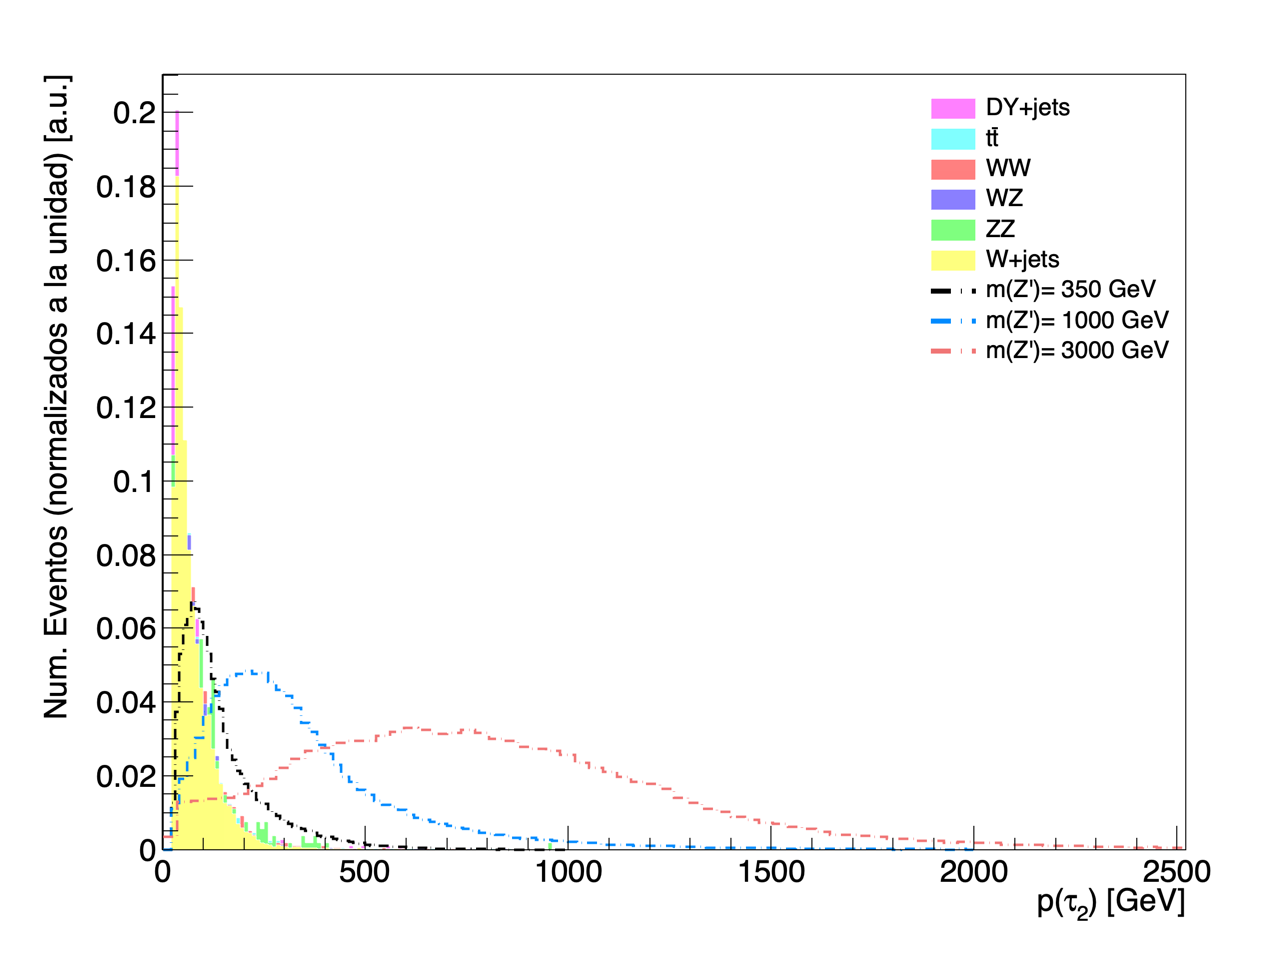 Num. Eventos (normalizados a la unidad) [a.u.]
0.2
0.18
0.16
0.14
0.12
0.1
0.08
0.06
0.04
0.02
0
DY+jets
tt̄
WW
WZ
ZZ
W+jets
m(Z')= 350 GeV
m(Z')= 1000 GeV
m(Z')= 3000 GeV
0 500 1000 1500 2000 2500
p(τ₂) [GeV]